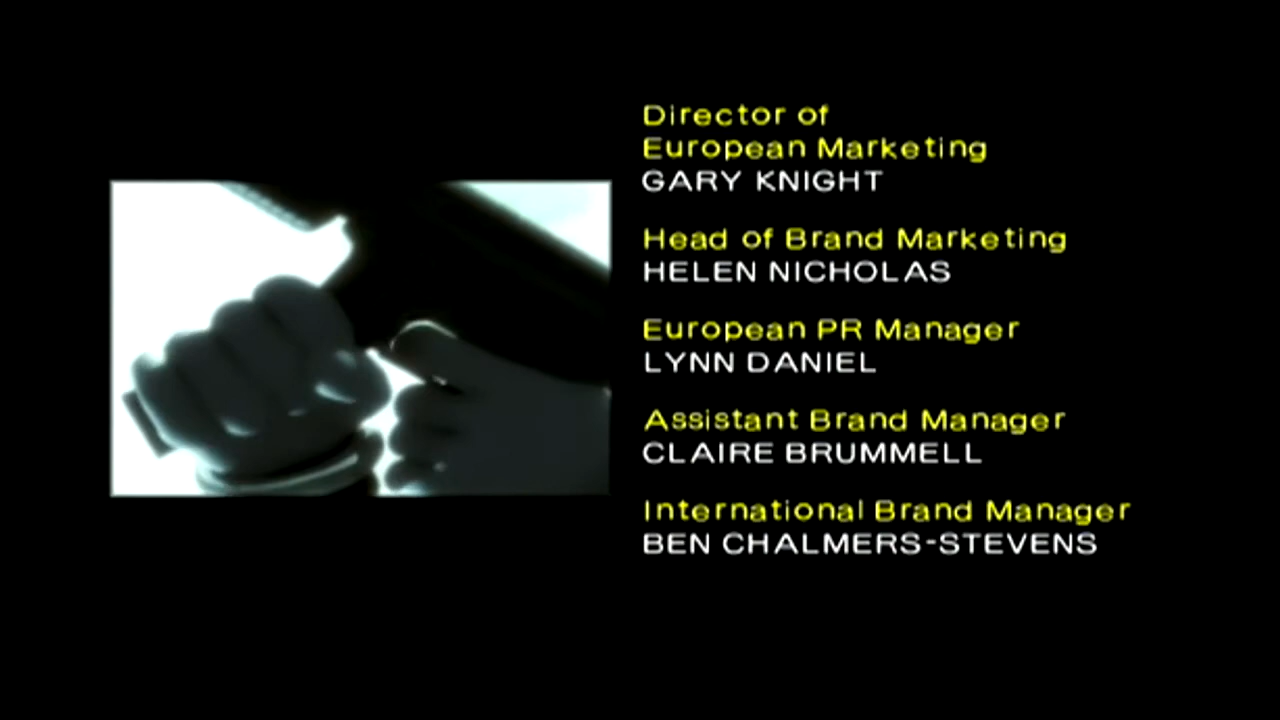 Director of
European Marketing
GARY KNIGHT
Head of Brand Marketing
HELEN NICHOLAS
European PR Manager
LYNN DANIEL
Assistant Brand Manager
CLAIRE BRUMMELL
International Brand Manager
BEN CHALMERS-STEVENS